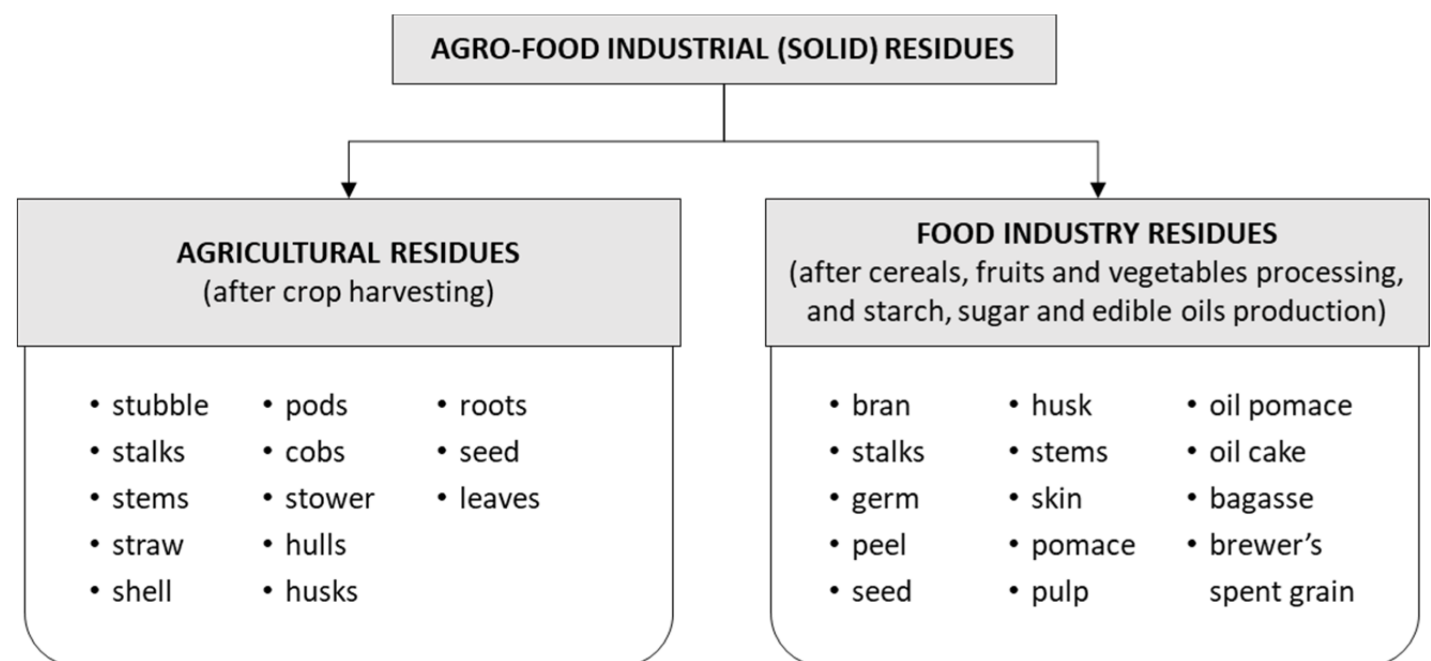 AGRO-FOOD INDUSTRIAL (SOLID) RESIDUES
AGRICULTURAL RESIDUES
(after crop harvesting)
• stubble
• stalks
• stems
• straw
• shell
• pods
• cobs
• stower
• hulls
• husks
• roots
• seed
• leaves
FOOD INDUSTRY RESIDUES
(after cereals, fruits and vegetables processing,
and starch, sugar and edible oils production)
• bran
• stalks
• germ
• peel
• seed
• husk
• stems
• skin
• pomace
• pulp
• oil pomace
• oil cake
• bagasse
• brewer’s
spent grain